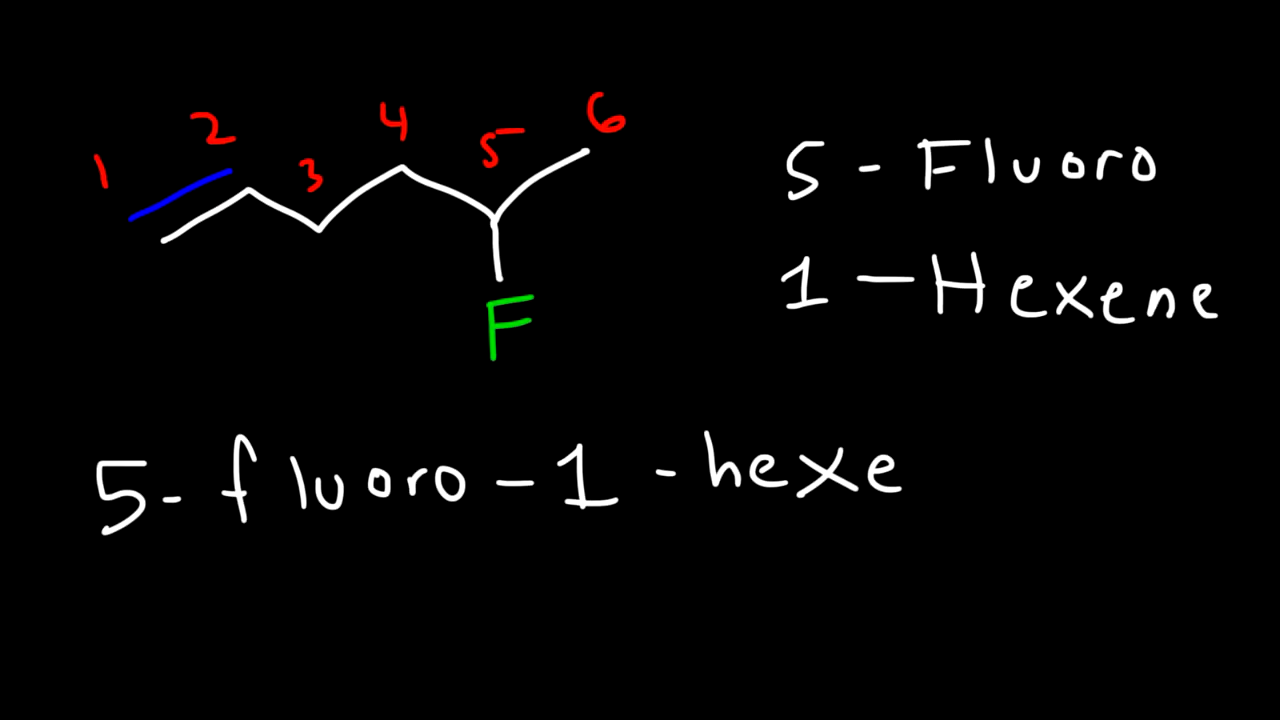 1 2 3 4 5 6
5 - Fluoro
1 - Hexene
F
5-fluoro-1-hexe